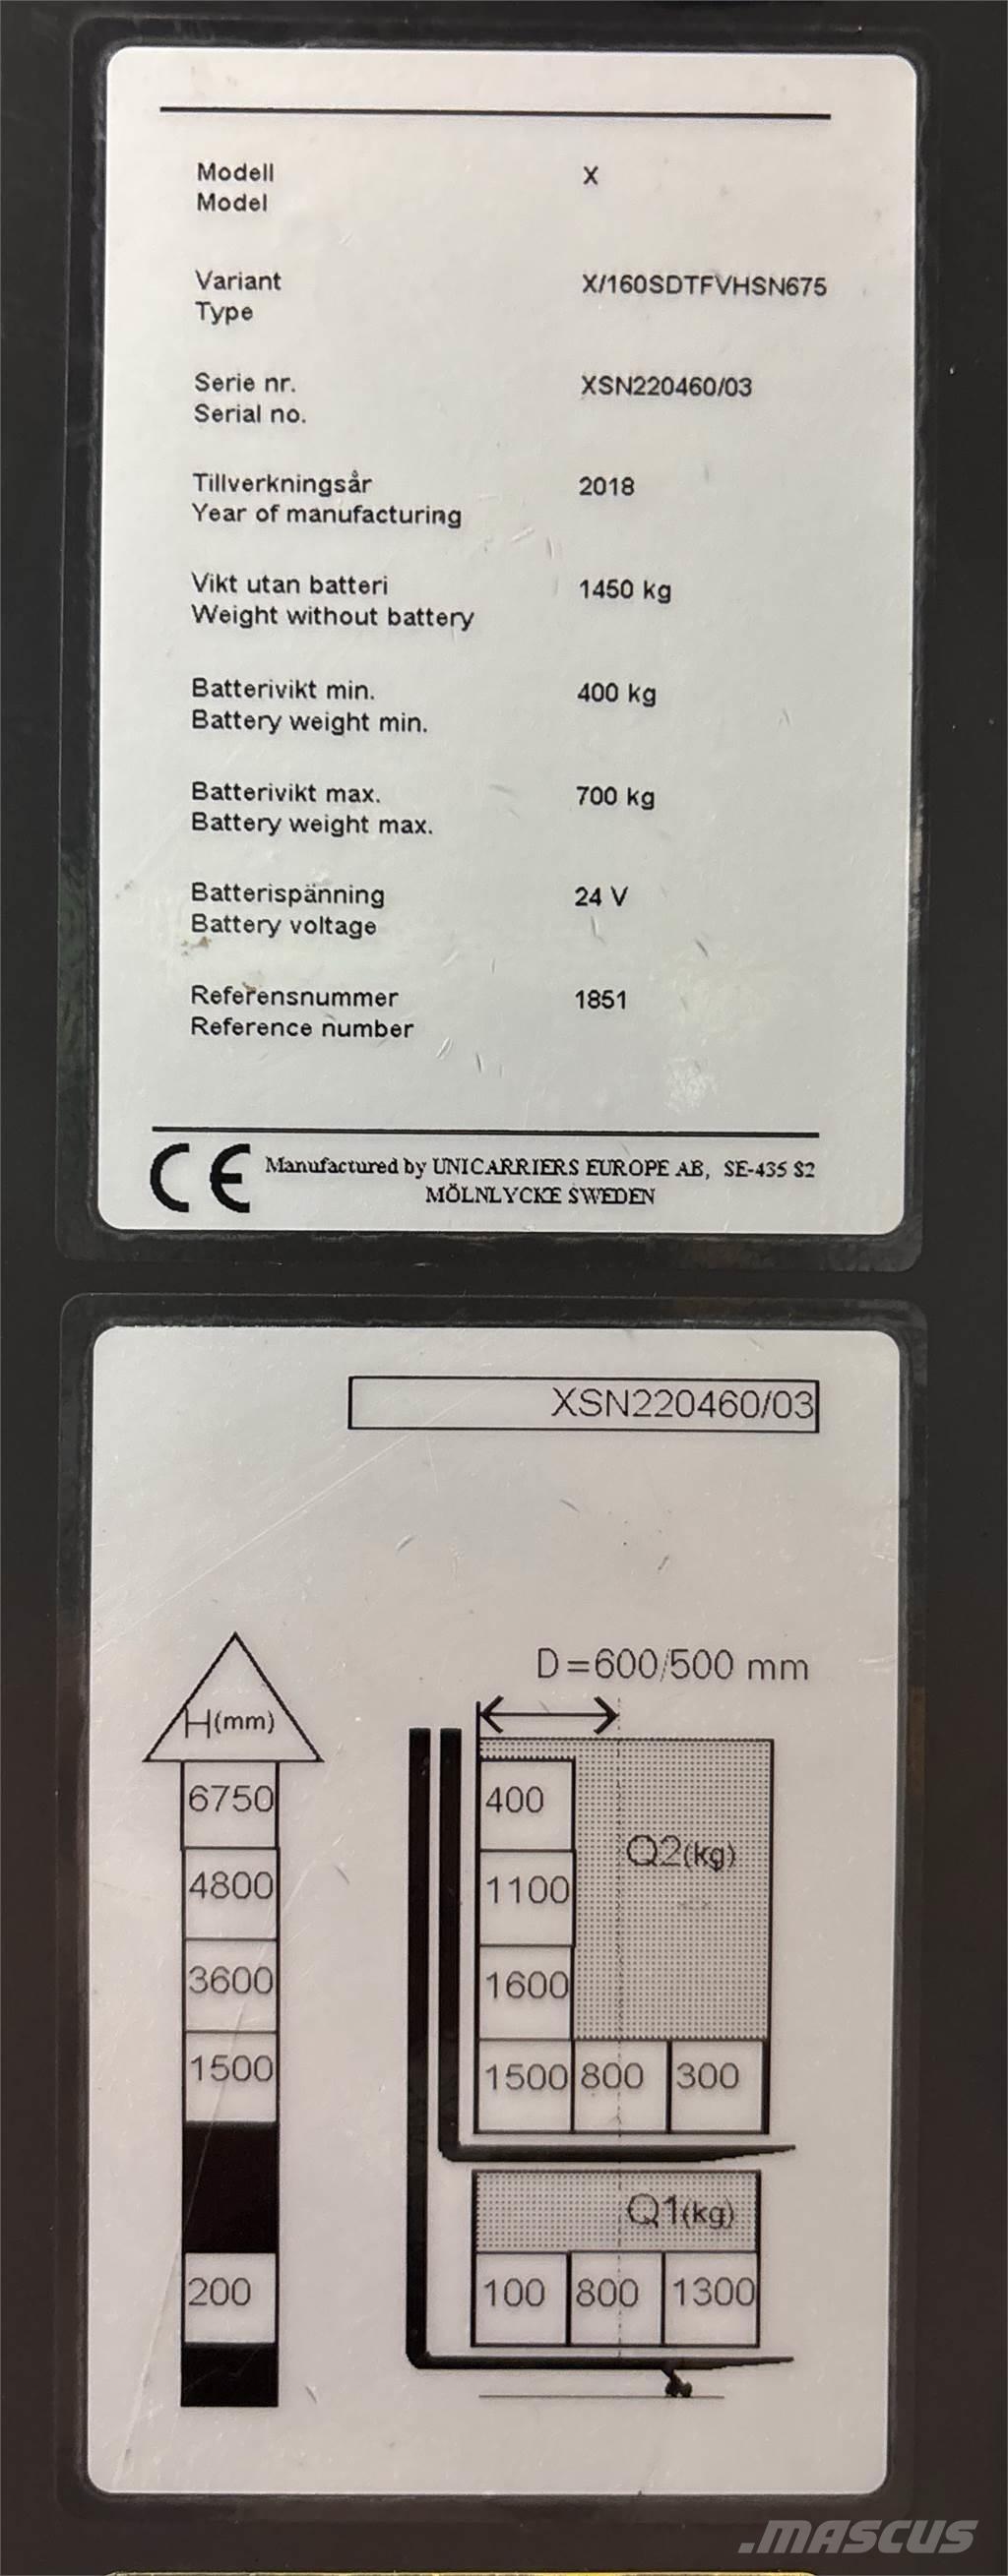 Modell X
Model
Variant X/160SDTFVHSN675
Type
Serie nr. XSN220460/03
Serial no.
Tillverkningsår 2018
Year of manufacturing
Vikt utan batteri 1450 kg
Weight without battery
Batterivikt min. 400 kg
Battery weight min.
Batterivikt max. 700 kg
Battery weight max.
Batterispänning 24 V
Battery voltage
Referensnummer 1851
Reference number
CE Manufactured by UNICARRIERS EUROPE AB, SE-435 82
MÖLNLYCKE SWEDEN
XSN220460/03
D=600/500 mm
H(mm)
6750 400
Q2(kg)
4800 1100
3600 1600
1500 1500 800 300
Q1(kg)
200 100 800 1300
.MASCUS